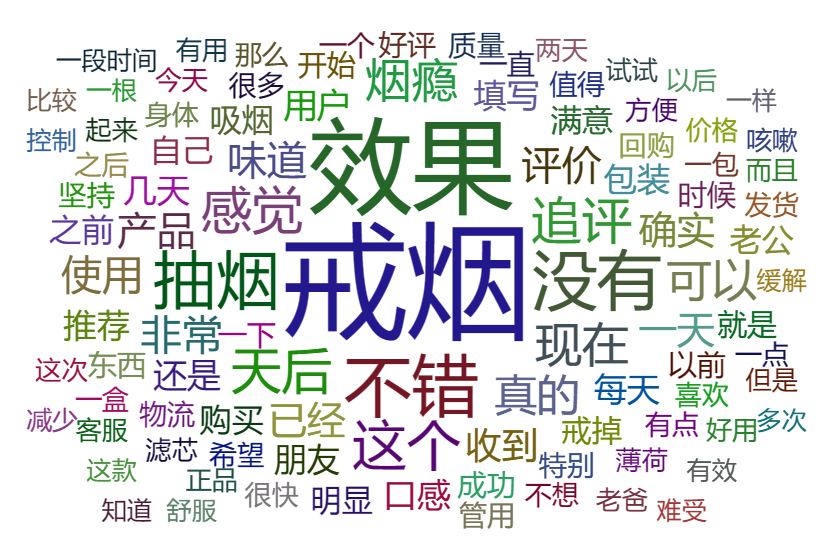 一个
好评
质量
两天
有用
那么
一段时间
开始
烟瘾
一直
值得
试试
以后
今天
很多
填写
比较
一根
身体
吸烟
用户
满意
方便
一样
控制
起来
自己
味道
效果
评价
回购
价格
咳嗽
之后
包装
一包
而且
坚持
几天
感觉
追评
时候
发货
之前
产品
确实
老公
使用
抽烟
戒烟
没有
可以
缓解
推荐
非常
一下
现在
一天
就是
这次
东西
还是
天后
不错
真的
每天
以前
一点
但是
喜欢
减少
一盒
物流
购买
已经
这个
收到
戒掉
有点
好用
多次
客服
滤芯
希望
朋友
特别
薄荷
有效
这款
正品
很快
明显
口感
成功
不想
老爸
难受
知道
舒服
管用